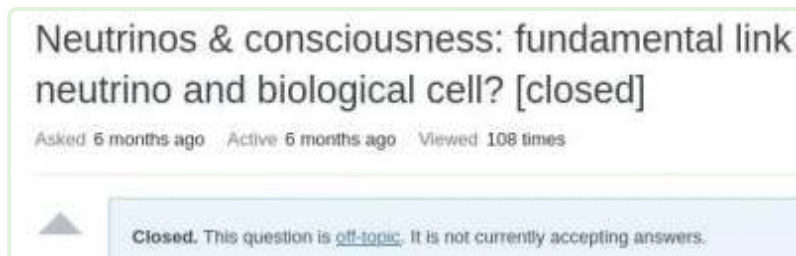 Neutrinos & consciousness: fundamental link
neutrino and biological cell? [closed]
Asked 6 months ago Active 6 months ago Viewed 108 times
Closed. This question is off-topic. It is not currently accepting answers.